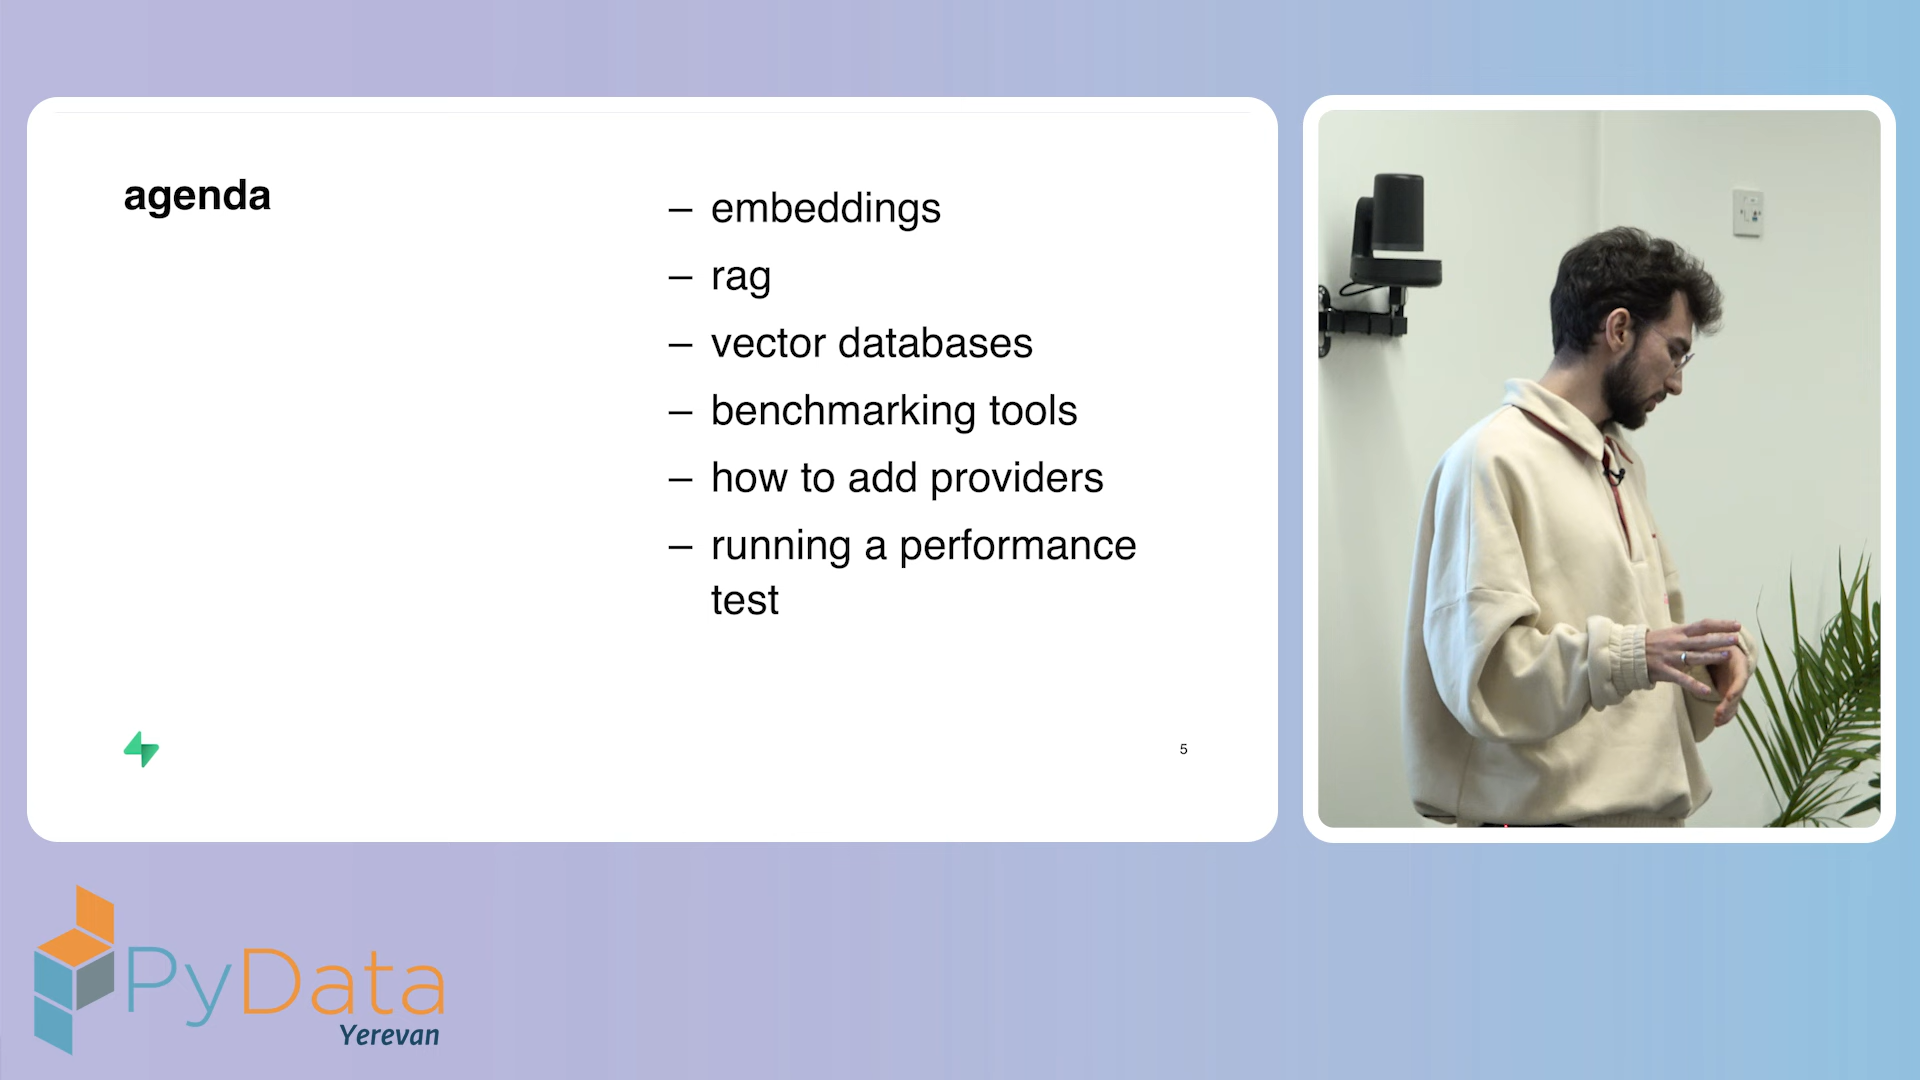 agenda
– embeddings
– rag
– vector databases
– benchmarking tools
– how to add providers
– running a performance
test
5
PyData
Yerevan